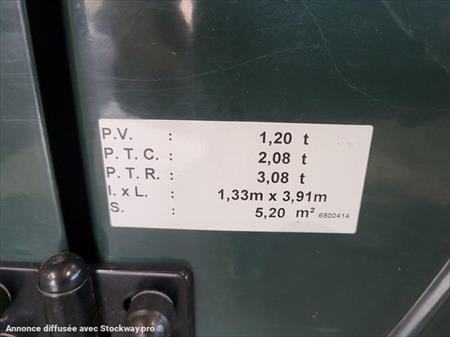 P.V. : 1,20 t
P. T. C. : 2,08 t
P. T. R. : 3,08 t
l. x L. : 1,33m x 3,91m
S. : 5,20 m² 6500414
Annonce diffusée avec Stockway.pro ®